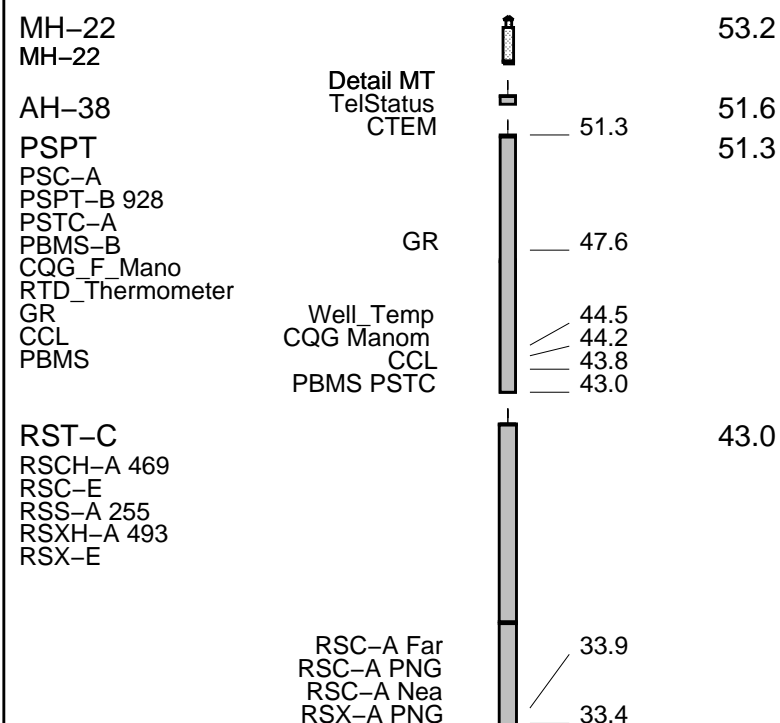 MH−22 53.2
MH−22
Detail MT
AH−38 TelStatus 51.6
CTEM 51.3
PSPT 51.3
PSC−A
PSPT−B 928
PSTC−A
PBMS−B GR 47.6
CQG_F_Mano
RTD_Thermometer
GR Well_Temp 44.5
CCL CQG Manom 44.2
PBMS CCL 43.8
PBMS PSTC 43.0
RST−C 43.0
RSCH−A 469
RSC−E
RSS−A 255
RSXH−A 493
RSX−E
RSC−A Far 33.9
RSC−A PNG
RSC−A Nea
RSX−A PNG 33.4